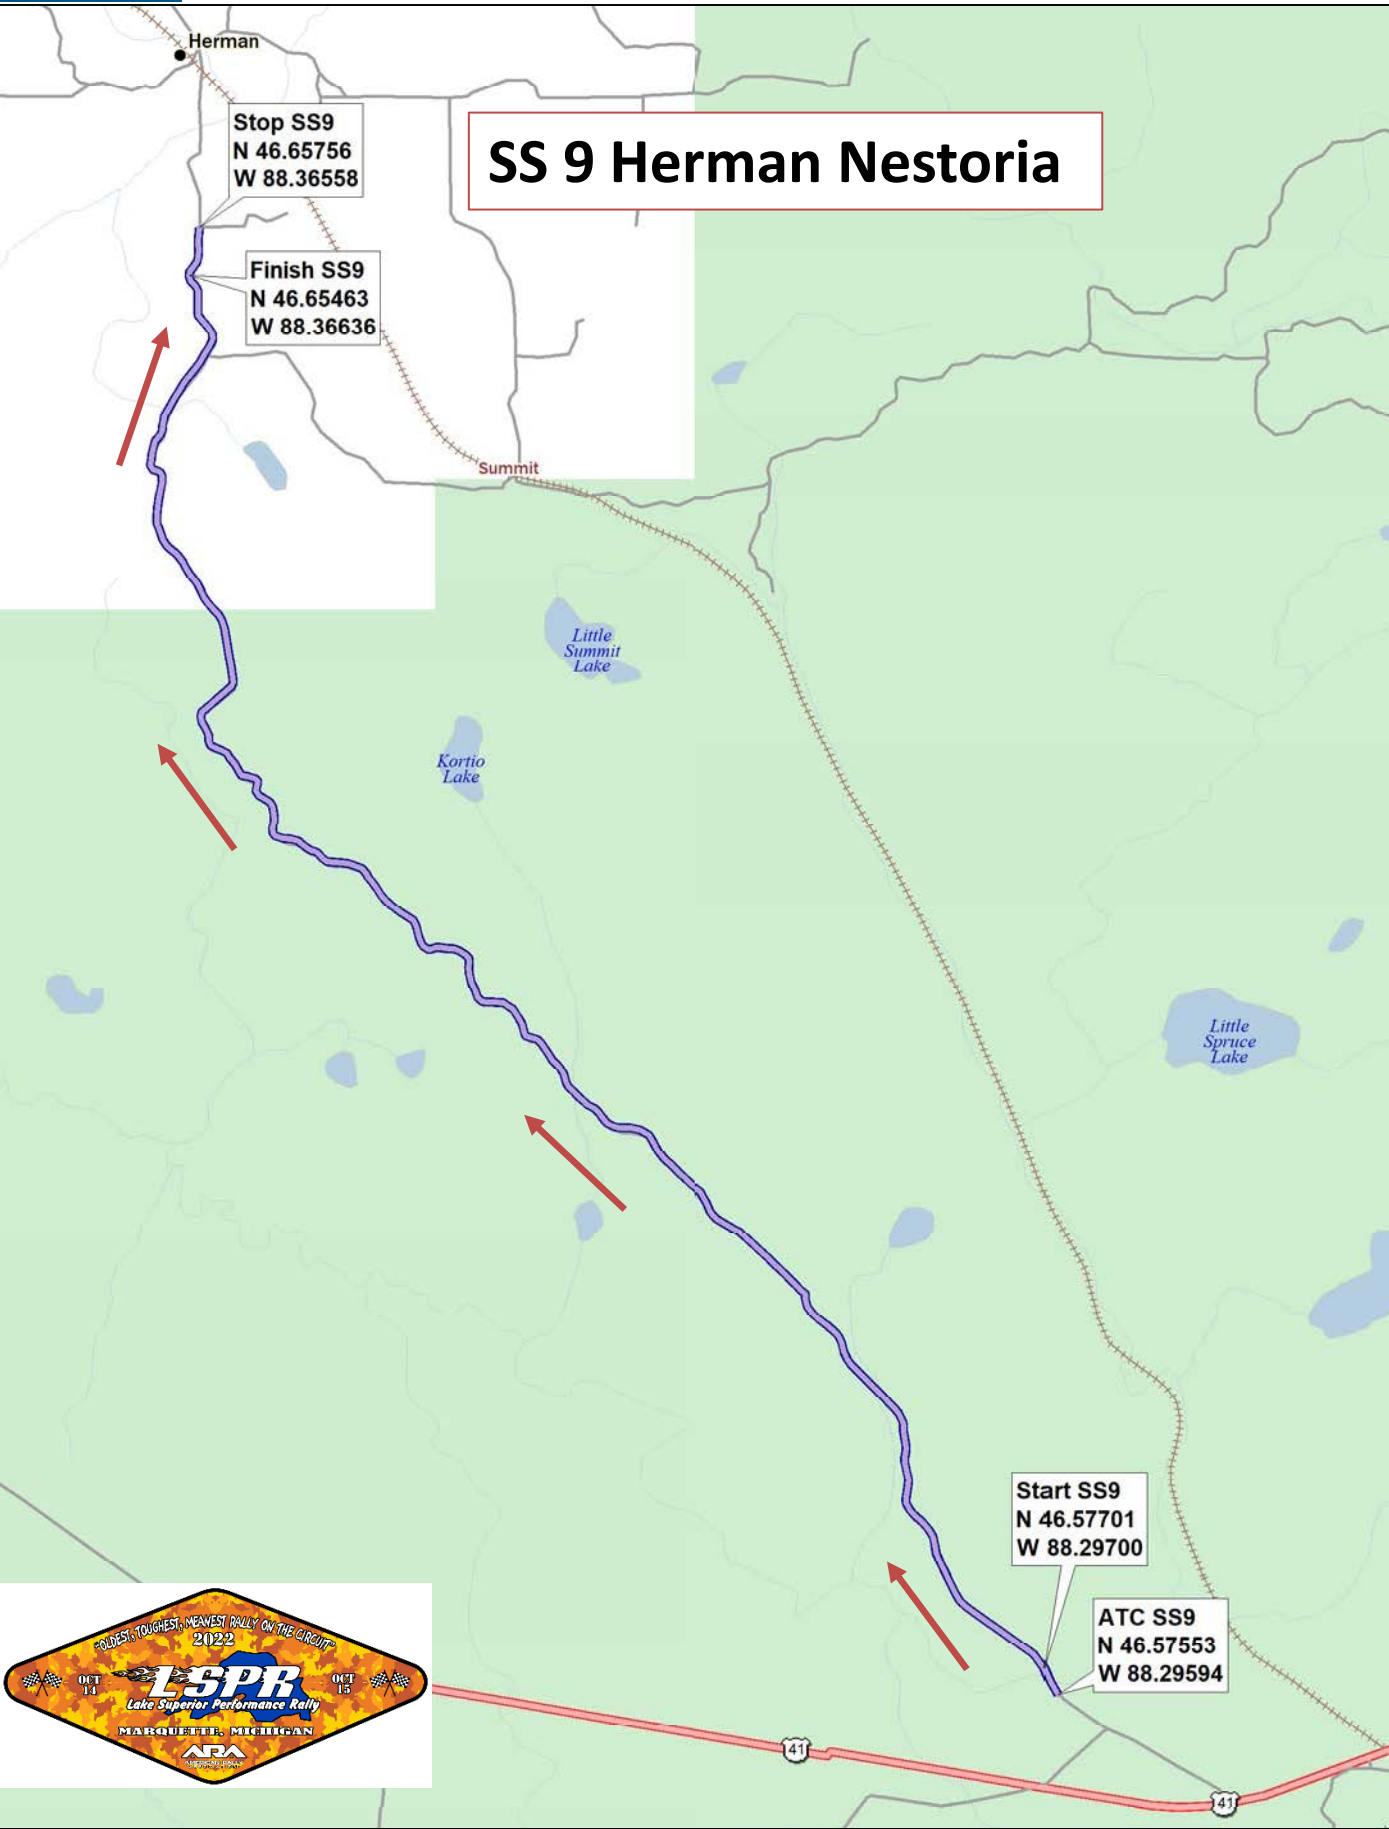 Herman
Stop SS9
N 46.65756
W 88.36558
SS 9 Herman Nestoria
Finish SS9
N 46.65463
W 88.36636
Summit
Little
Summit
Lake
Kortio
Lake
Little
Spruce
Lake
Start SS9
N 46.57701
W 88.29700
ATC SS9
N 46.57553
W 88.29594
"OLDEST, TOUGHEST, MEANEST RALLY ON THE CIRCUIT"
2022
OCT
14
LSPR
OCT
15
Lake Superior Performance Rally
MARQUETTE, MICHIGAN
ARA
41
41